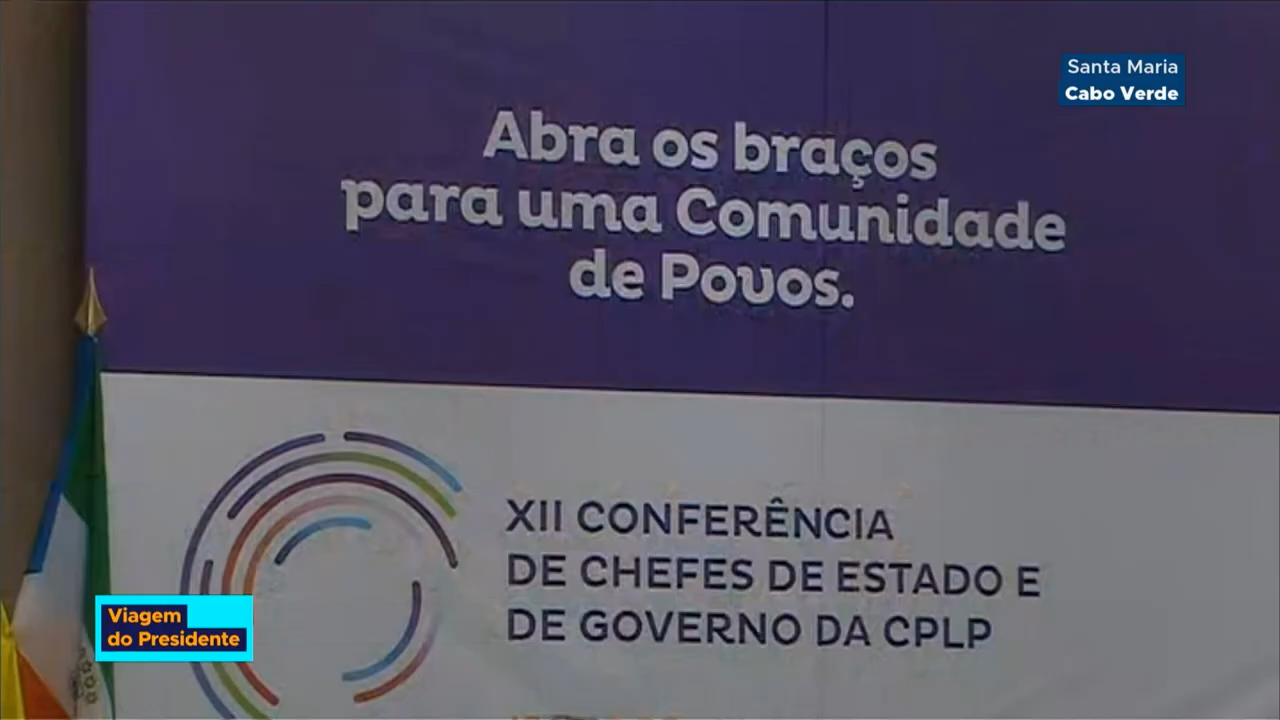 Santa Maria
Cabo Verde
Abra os braços
para uma Comunidade
de Povos.
XII CONFERÊNCIA
DE CHEFES DE ESTADO E
DE GOVERNO DA CPLP
Viagem
do Presidente